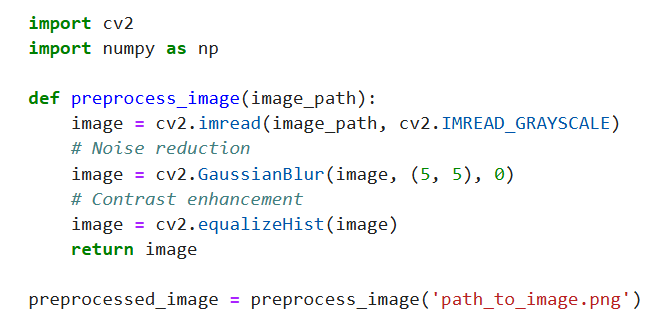 import cv2
import numpy as np
def preprocess_image(image_path):
    image = cv2.imread(image_path, cv2.IMREAD_GRAYSCALE)
    # Noise reduction
    image = cv2.GaussianBlur(image, (5, 5), 0)
    # Contrast enhancement
    image = cv2.equalizeHist(image)
    return image
preprocessed_image = preprocess_image('path_to_image.png')